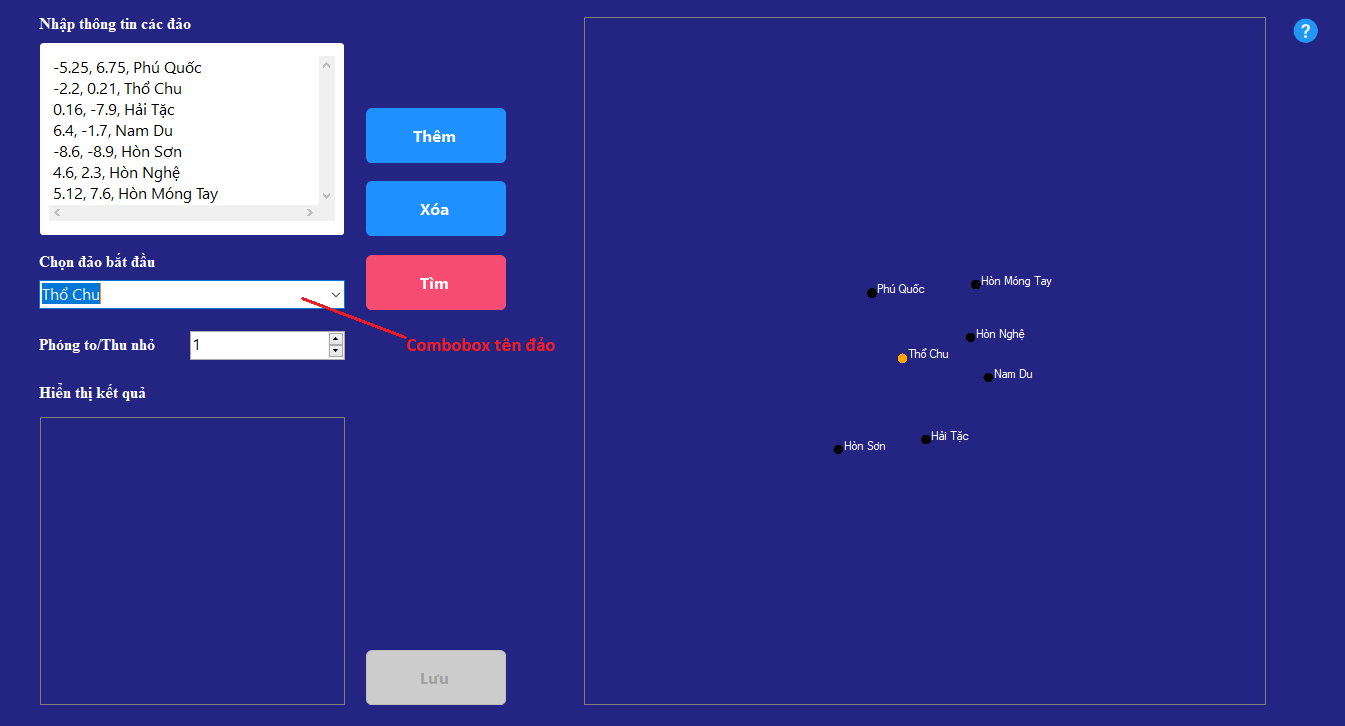 Nhập thông tin các đảo
-5.25, 6.75, Phú Quốc
-2.2, 0.21, Thổ Chu
0.16, -7.9, Hải Tặc
6.4, -1.7, Nam Du
-8.6, -8.9, Hòn Sơn
4.6, 2.3, Hòn Nghệ
5.12, 7.6, Hòn Móng Tay
Thêm
Xóa
Chọn đảo bắt đầu
Thổ Chu
Tìm
Combobox tên đảo
Phóng to/Thu nhỏ
1
Hiển thị kết quả
Lưu
?
Hòn Móng Tay
Phú Quốc
Hòn Nghệ
Thổ Chu
Nam Du
Hải Tặc
Hòn Sơn